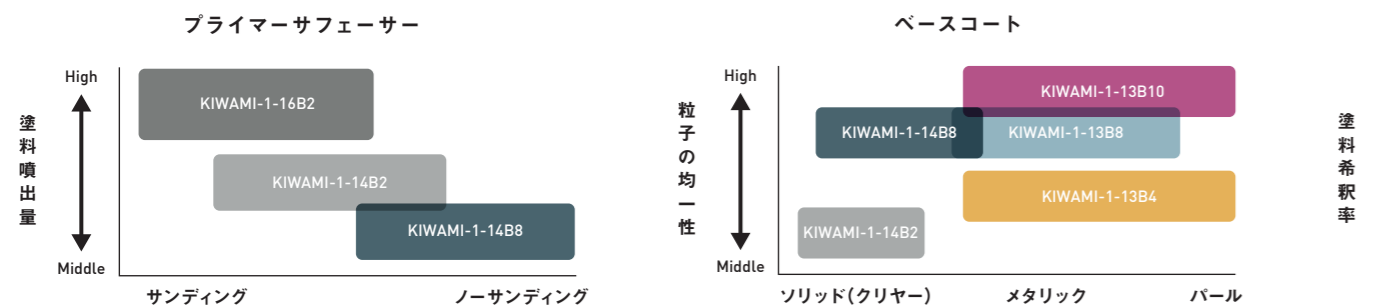 プライマーサフェーサー
塗料噴出量
High
Middle
KIWAMI-1-16B2
KIWAMI-1-14B2
KIWAMI-1-14B8
サンディング
ノーサンディング
ベースコート
粒子の均一性
High
Middle
KIWAMI-1-13B10
KIWAMI-1-14B8
KIWAMI-1-13B8
KIWAMI-1-13B4
KIWAMI-1-14B2
ソリッド(クリヤー)
メタリック
パール
塗料希釈率